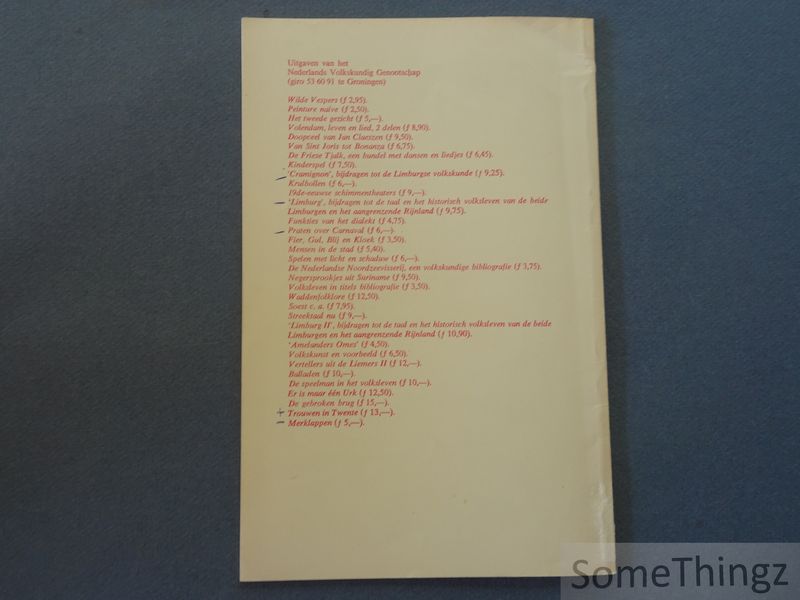 Uitgaven van het
Nederlands Volkskundig Genootschap
(giro 53 60 91 te Groningen)
Wilde Vespers (ƒ 2,95).
Peinture naïve (ƒ 2,50).
Het tweede gezicht (ƒ 5,—).
Volendam, leven en lied, 2 delen (ƒ 8,90).
Doopceel van Jan Claeszen (ƒ 9,50).
Van Sint Joris tot Bonanza (ƒ 6,75).
De Friese Tjalk, een bundel met dansen en liedjes (ƒ 6,45).
Kinderspel (ƒ 7,50).
'Cramignon', bijdragen tot de Limburgse volkskunde (ƒ 9,25).
Krulbollen (ƒ 6,—).
19de-eeuwse schimmentheaters (ƒ 9,—).
'Limburg', bijdragen tot de taal en het historisch volksleven van de beide
Limburgen en het aangrenzende Rijnland (ƒ 9,75).
Funkties van het dialekt (ƒ 4,75).
Praten over Carnaval (ƒ 6,—).
Fier, Gul, Blij en Kloek (ƒ 3,50).
Mensen in de stad (ƒ 5,40).
Spelen met licht en schaduw (ƒ 6,—).
De Nederlandse Noordzeevisserij, een volkskundige bibliografie (ƒ 3,75).
Negersprookjes uit Suriname (ƒ 9,50).
Volksleven in titels bibliografie (ƒ 3,50).
Waddenfolklore (ƒ 12,50).
Soest c. a. (ƒ 7,95).
Streektaal nu (ƒ 9,—).
'Limburg II', bijdragen tot de taal en het historisch volksleven van de beide
Limburgen en het aangrenzende Rijnland (ƒ 10,90).
'Amelanders Omes' (ƒ 4,50).
Volkskunst en voorbeeld (ƒ 6,50).
Vertellers uit de Liemers II (ƒ 12,—).
Balladen (ƒ 10,—).
De speelman in het volksleven (ƒ 10,—).
Er is maar één Urk (ƒ 12,50).
De gebroken brug (ƒ 15,—).
Trouwen in Twente (ƒ 13,—).
Merklappen (ƒ 5,—).
SomeThingz